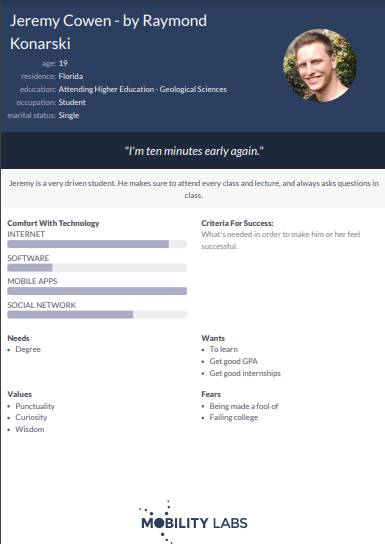 Jeremy Cowen - by Raymond
Konarski
age: 19
residence: Florida
education: Attending Higher Education - Geological Sciences
occupation: Student
marital status: Single
"I'm ten minutes early again."
Jeremy is a very driven student. He makes sure to attend every class and lecture, and always asks questions in
class.
Comfort With Technology
INTERNET
SOFTWARE
MOBILE APPS
SOCIAL NETWORK
Criteria For Success:
What's needed in order to make him or her feel
successful.
Needs
• Degree
Wants
• To learn
• Get good GPA
• Get good internships
Values
• Punctuality
• Curiosity
• Wisdom
Fears
• Being made a fool of
• Failing college
MOBILITY LABS